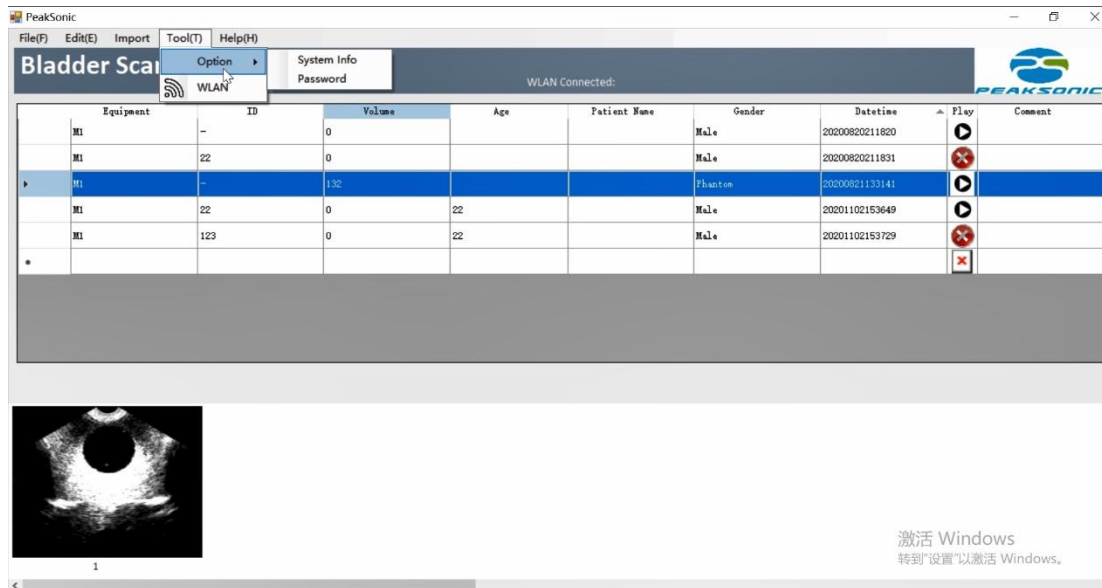 PeakSonic
File(F) Edit(E) Import Tool(T) Help(H)
Bladder Scan
Option
System Info
Password
WLAN
WLAN Connected:
PEAKSONIC
Equipment ID Volume Age Patient Name Gender Datetime Play Comment
M1 - 0 Male 20200820211820
M1 22 0 Male 20200820211831
M1 - 132 Phantom 20200821133141
M1 22 0 22 Male 20201102153649
M1 123 0 22 Male 20201102153729
1
激活 Windows
转到"设置"以激活 Windows。